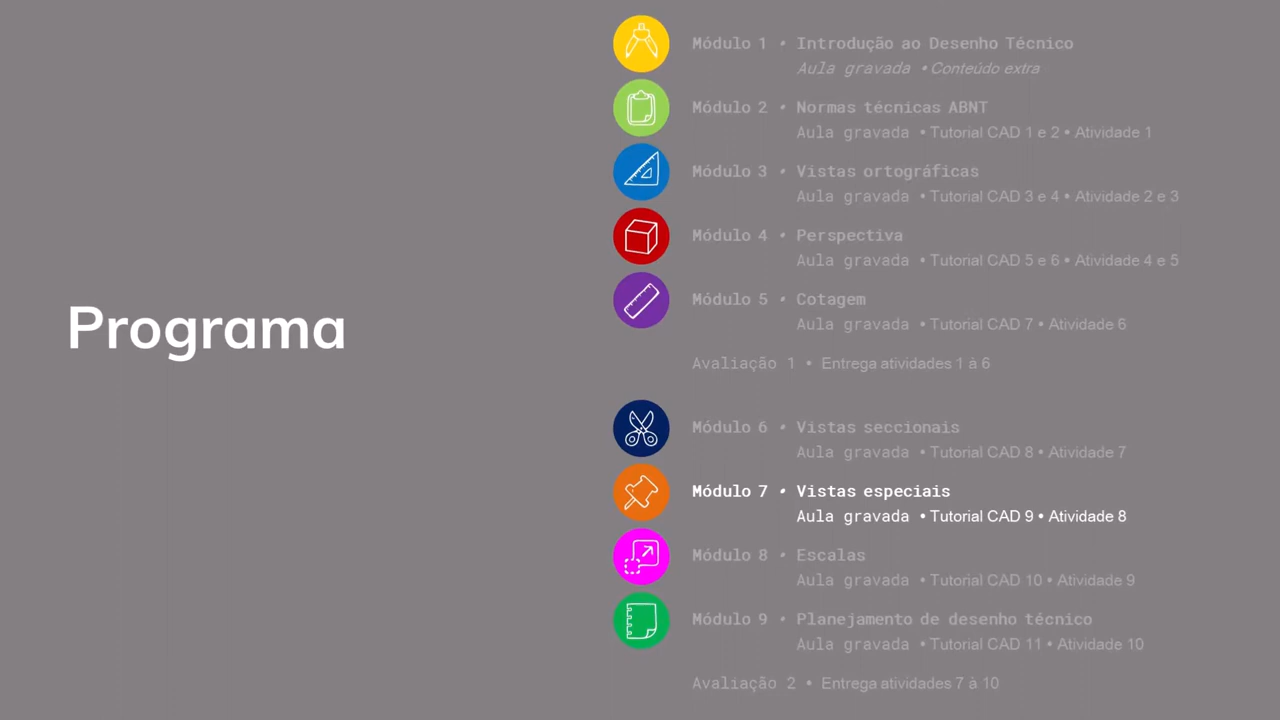 Programa
Módulo 1 • Introdução ao Desenho Técnico
Aula gravada • Conteúdo extra
Módulo 2 • Normas técnicas ABNT
Aula gravada • Tutorial CAD 1 e 2 • Atividade 1
Módulo 3 • Vistas ortográficas
Aula gravada • Tutorial CAD 3 e 4 • Atividade 2 e 3
Módulo 4 • Perspectiva
Aula gravada • Tutorial CAD 5 e 6 • Atividade 4 e 5
Módulo 5 • Cotagem
Aula gravada • Tutorial CAD 7 • Atividade 6
Avaliação 1 • Entrega atividades 1 à 6
Módulo 6 • Vistas seccionais
Aula gravada • Tutorial CAD 8 • Atividade 7
Módulo 7 • Vistas especiais
Aula gravada • Tutorial CAD 9 • Atividade 8
Módulo 8 • Escalas
Aula gravada • Tutorial CAD 10 • Atividade 9
Módulo 9 • Planejamento de desenho técnico
Aula gravada • Tutorial CAD 11 • Atividade 10
Avaliação 2 • Entrega atividades 7 à 10